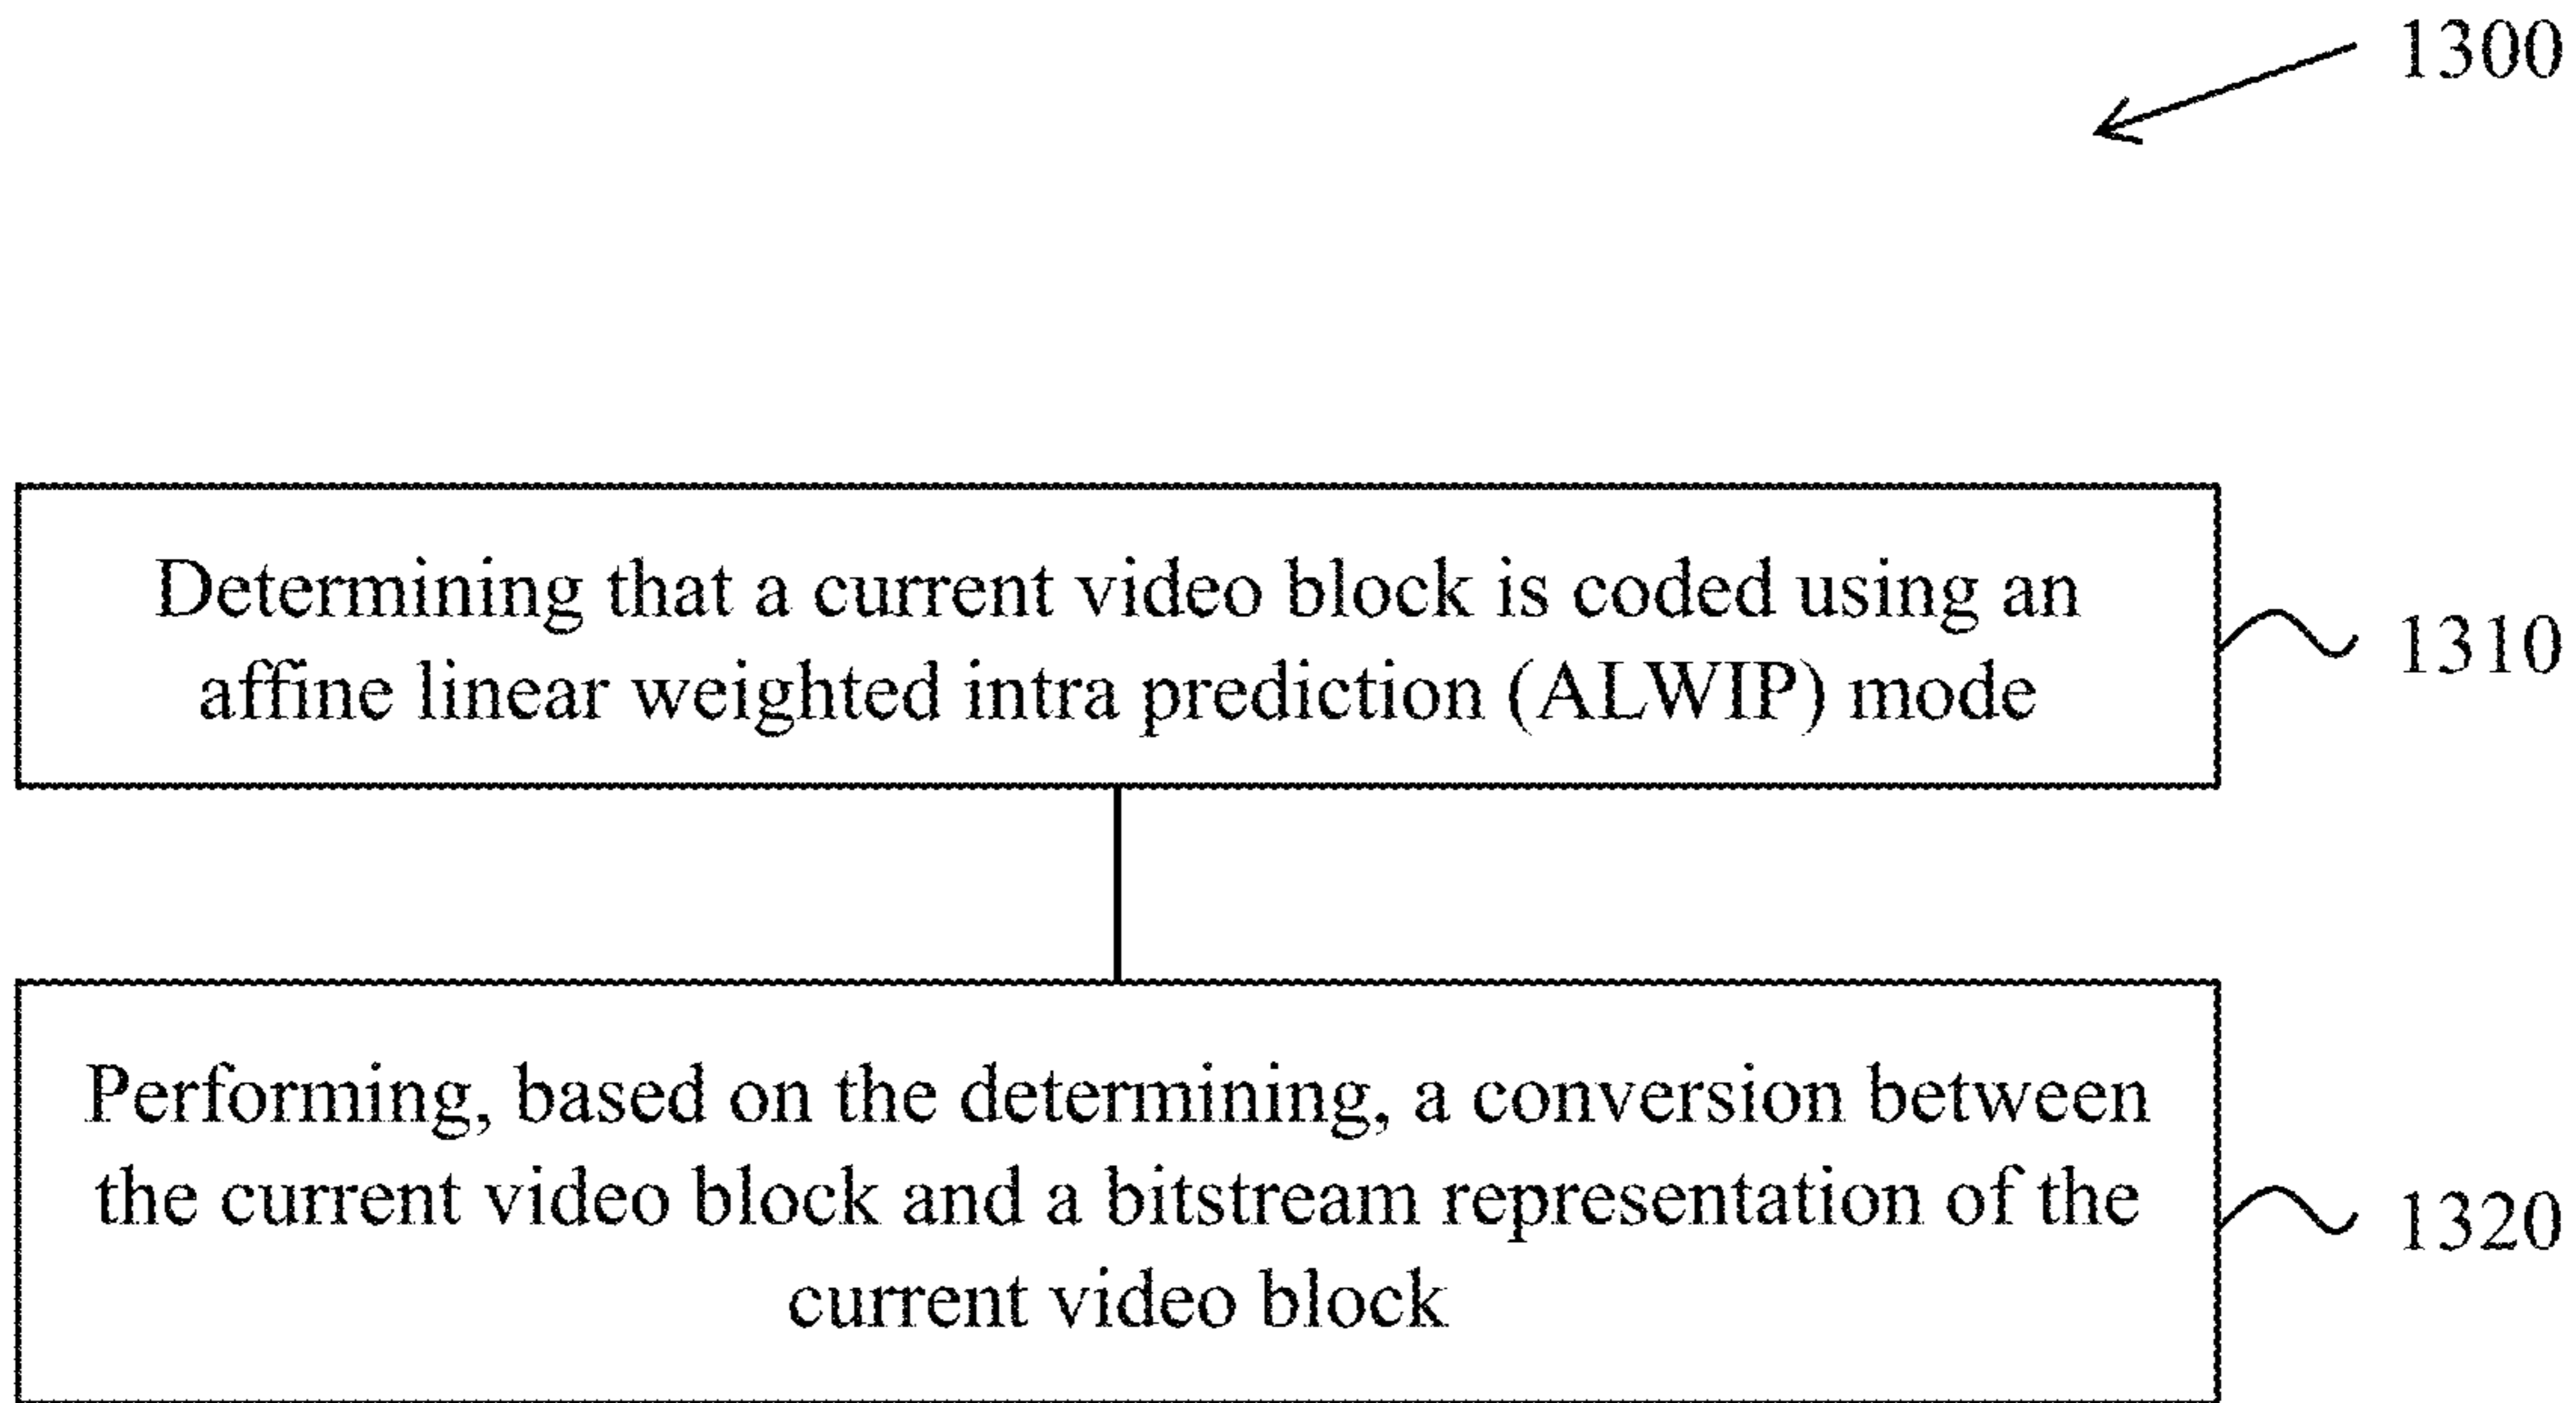 1300
Determining that a current video block is coded using an
affine linear weighted intra prediction (ALWIP) mode
1310
Performing, based on the determining, a conversion between
the current video block and a bitstream representation of the
current video block
1320